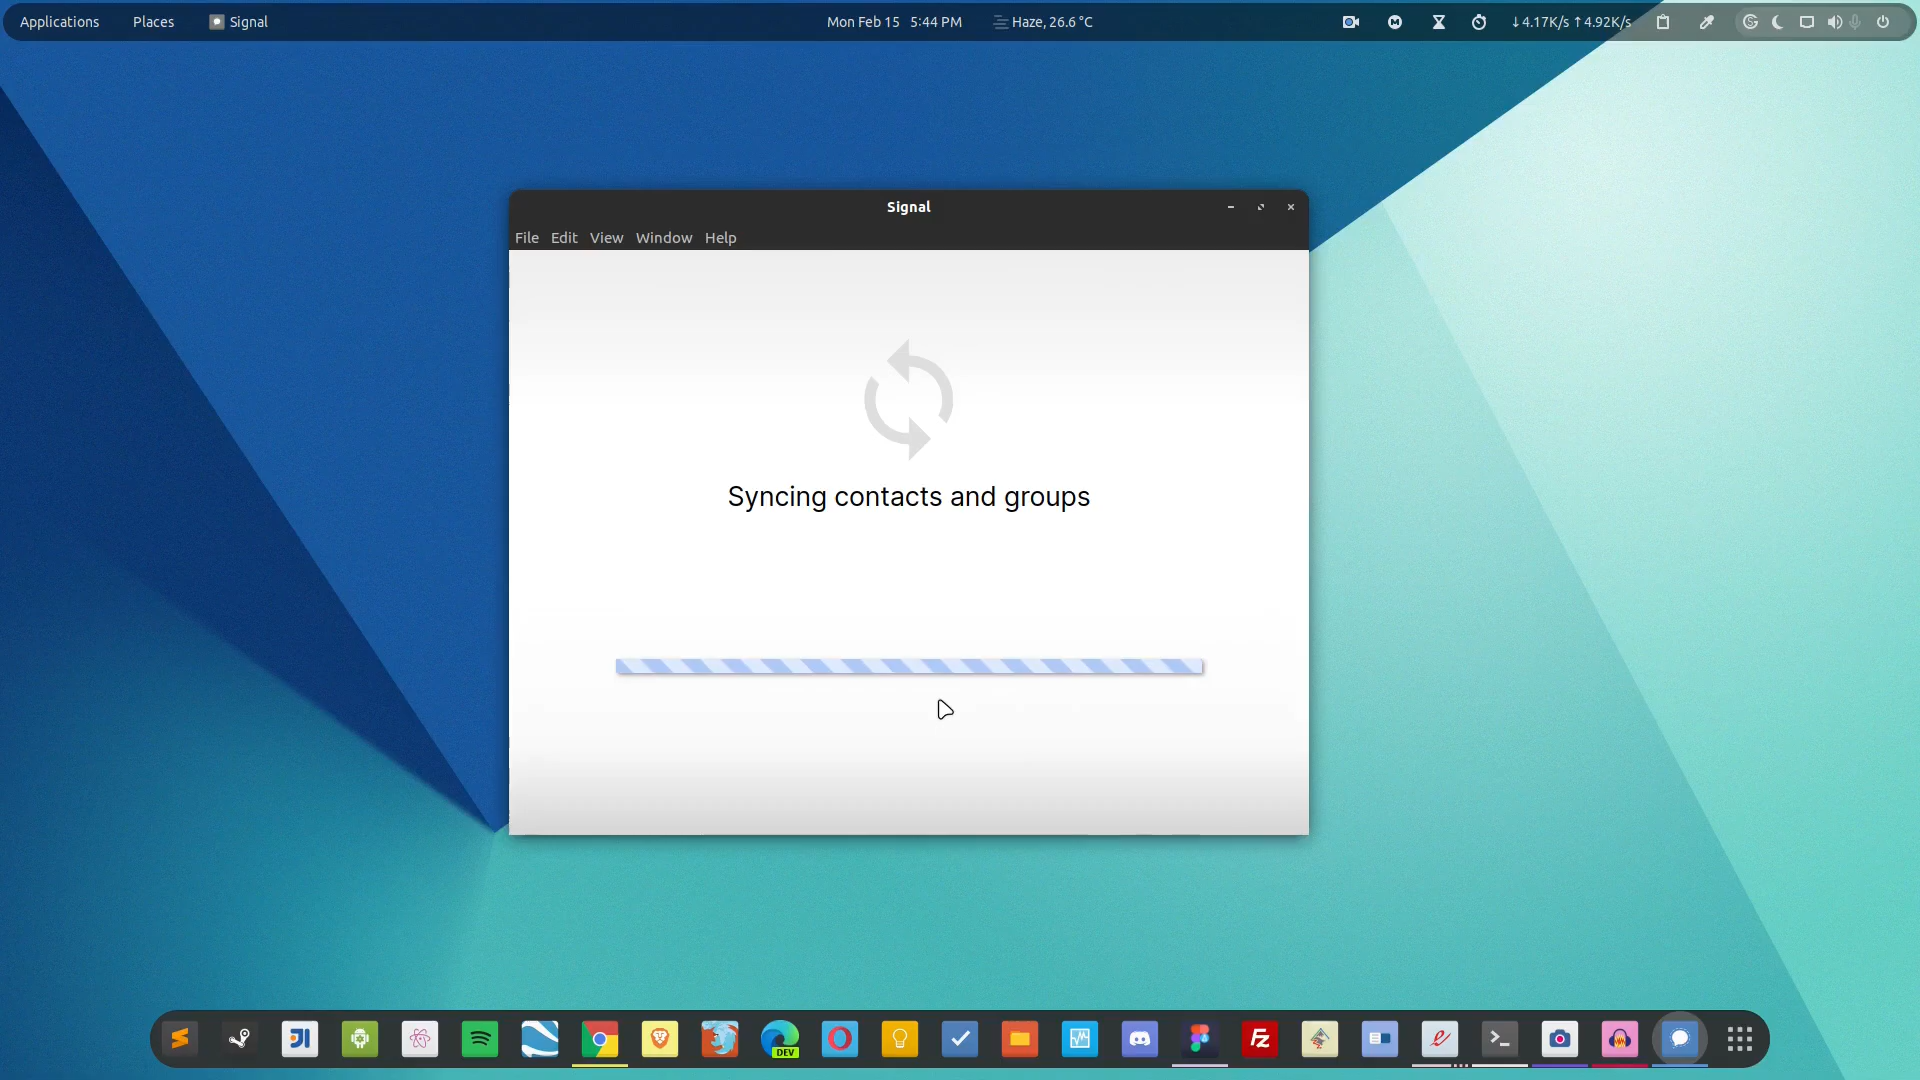 Applications Places Signal Mon Feb 15 5:44 PM Haze, 26.6 °C ↓4.17K/s ↑4.92K/s
Signal
File Edit View Window Help
Syncing contacts and groups
DEV